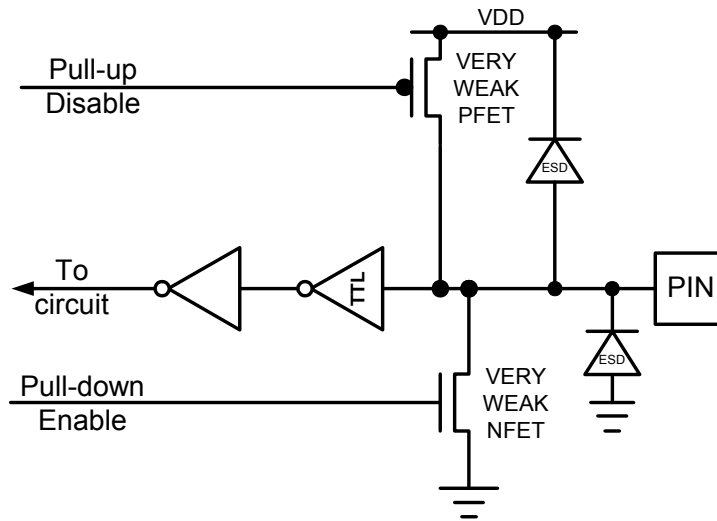 VDD
Pull-up
Disable
VERY
WEAK
PFET
ESD
To
circuit
TTL
PIN
ESD
Pull-down
Enable
VERY
WEAK
NFET